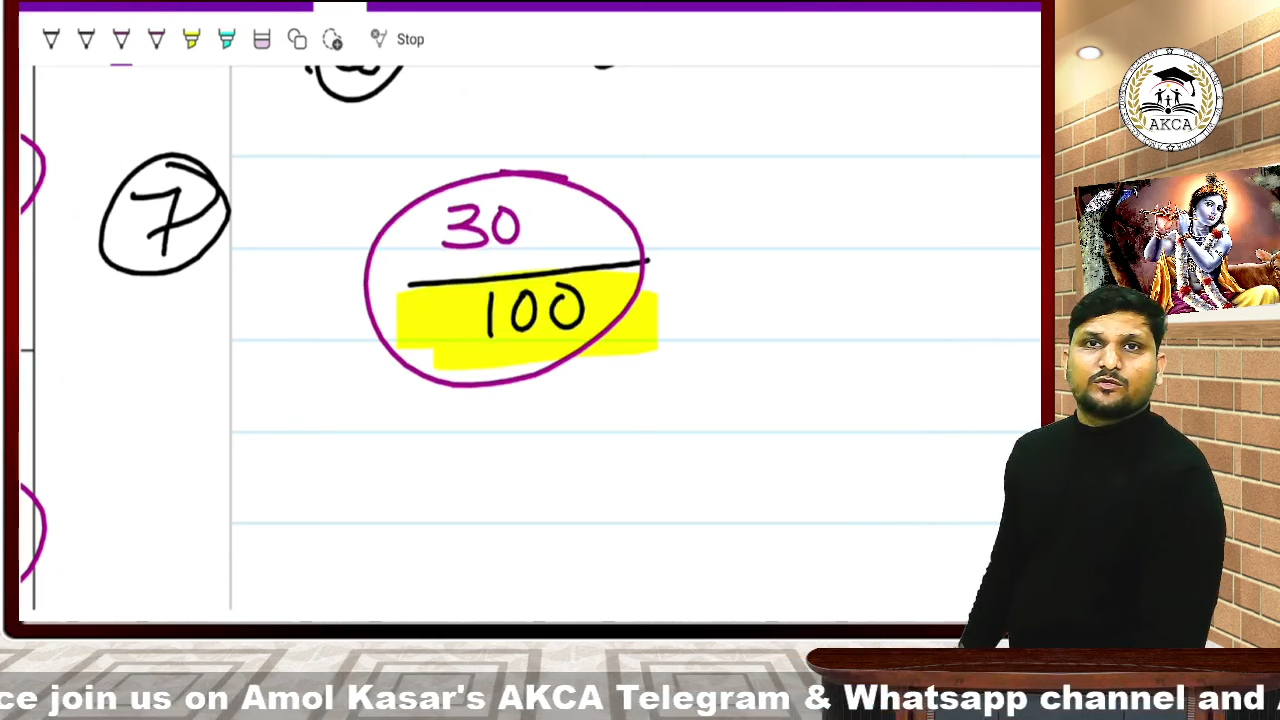 Stop
AKCA
7
30
100
ce join us on Amol Kasar's AKCA Telegram & Whatsapp channel and